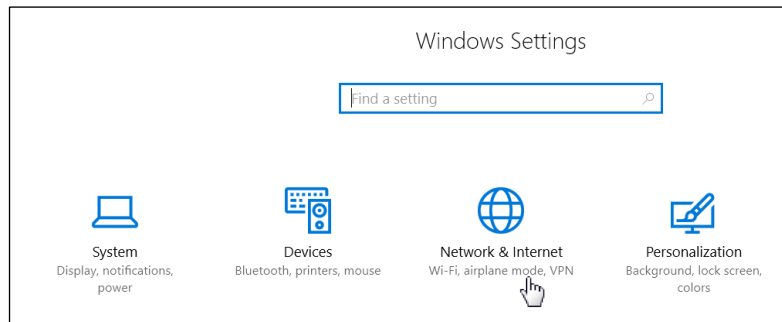 Windows Settings
Find a setting
System
Display, notifications,
power
Devices
Bluetooth, printers, mouse
Network & Internet
Wi-Fi, airplane mode, VPN
Personalization
Background, lock screen,
colors